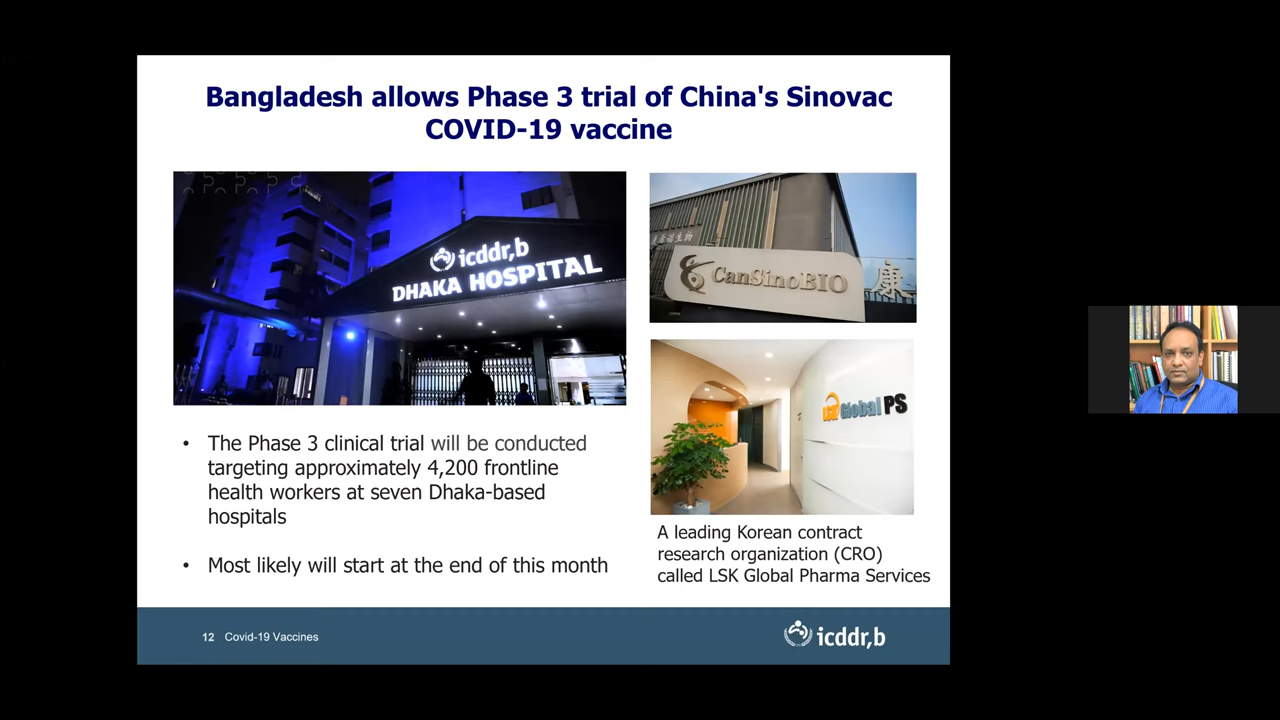 Bangladesh allows Phase 3 trial of China's Sinovac
COVID-19 vaccine
icddr,b
DHAKA HOSPITAL
CanSinoBIO 康
LSK Global PS
• The Phase 3 clinical trial will be conducted
targeting approximately 4,200 frontline
health workers at seven Dhaka-based
hospitals
• Most likely will start at the end of this month
A leading Korean contract
research organization (CRO)
called LSK Global Pharma Services
12 Covid-19 Vaccines
icddr,b